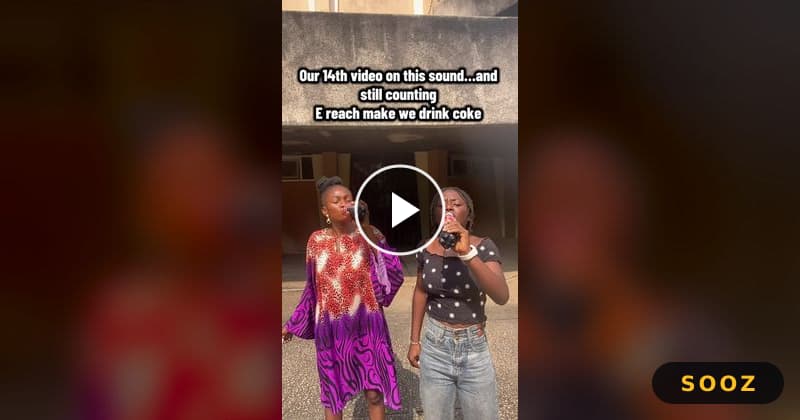 Our 14th video on this sound...and
still counting
E reach make we drink coke
SOOZ